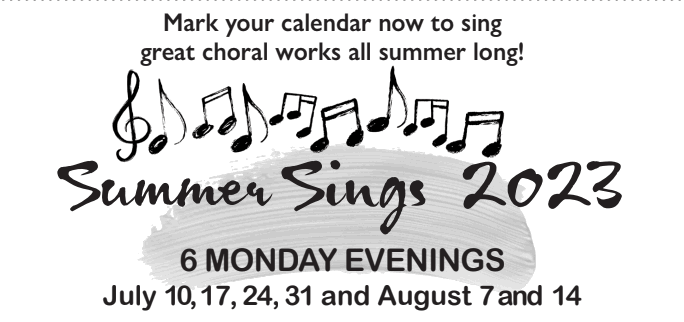 Mark your calendar now to sing
great choral works all summer long!
Summer Sings 2023
6 MONDAY EVENINGS
July 10, 17, 24, 31 and August 7 and 14